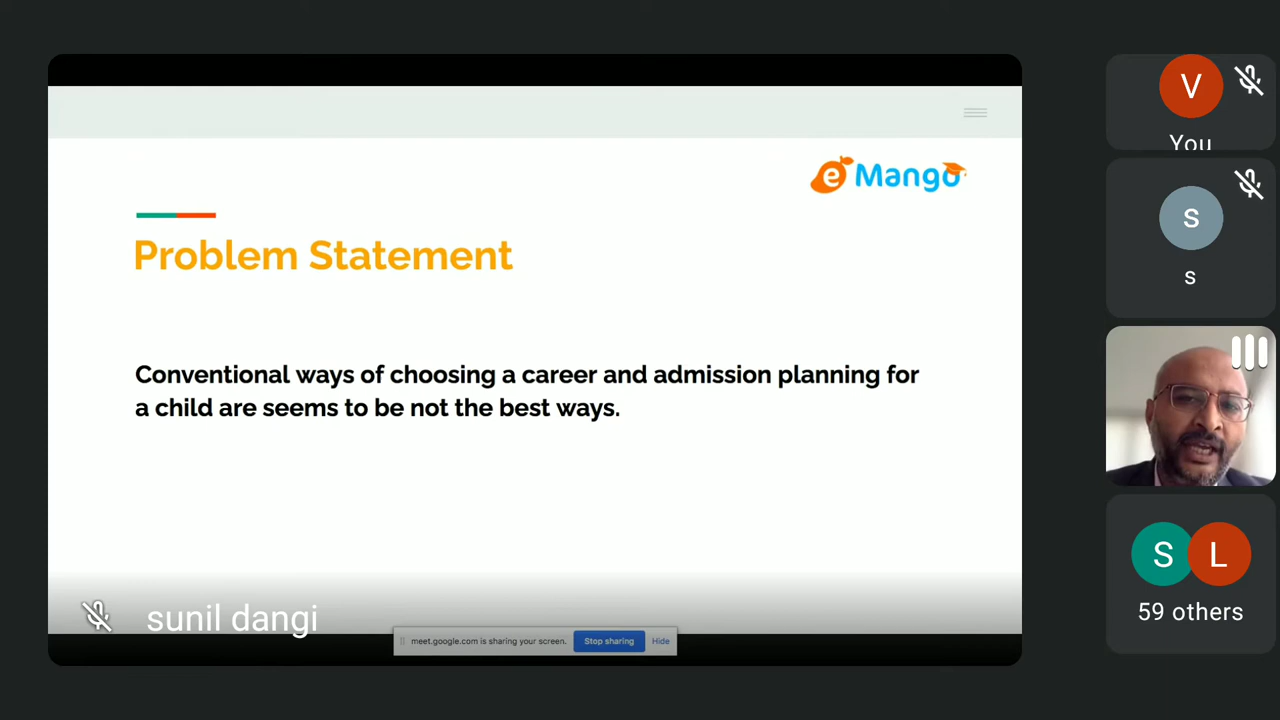 e Mango
Problem Statement
Conventional ways of choosing a career and admission planning for
a child are seems to be not the best ways.
sunil dangi
meet.google.com is sharing your screen. Stop sharing Hide
V
You
S
s
S L
59 others